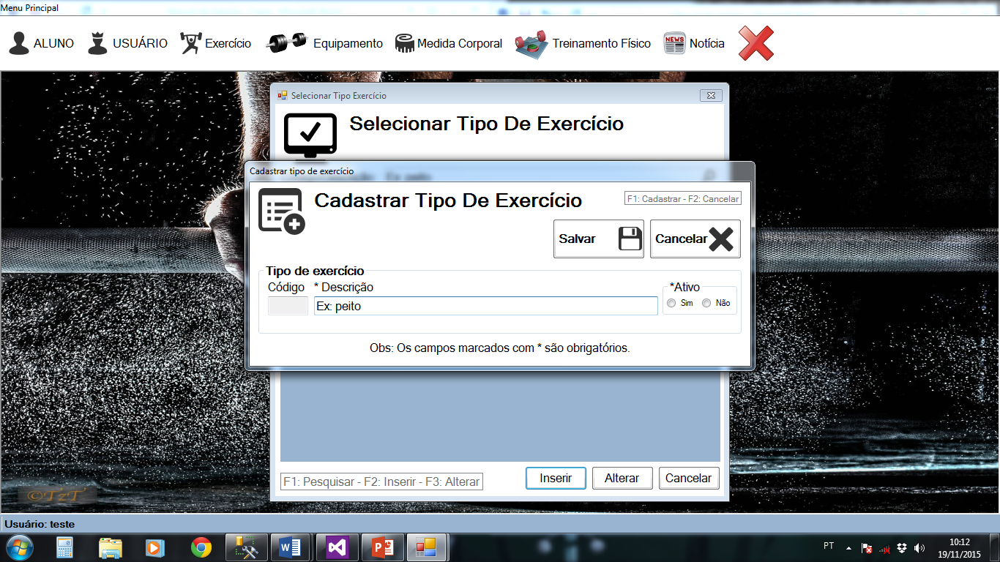 Menu Principal
ALUNO USUÁRIO Exercício Equipamento Medida Corporal Treinamento Físico NEWS Notícia
Selecionar Tipo Exercício
Selecionar Tipo De Exercício
Cadastrar tipo de exercício
Cadastrar Tipo De Exercício
F1: Cadastrar - F2: Cancelar
Salvar Cancelar
Tipo de exercício
Código * Descrição *Ativo
Ex: peito Sim Não
Obs: Os campos marcados com * são obrigatórios.
Inserir Alterar Cancelar
F1: Pesquisar - F2: Inserir - F3: Alterar
©TzT
Usuário: teste
PT 10:12
19/11/2015